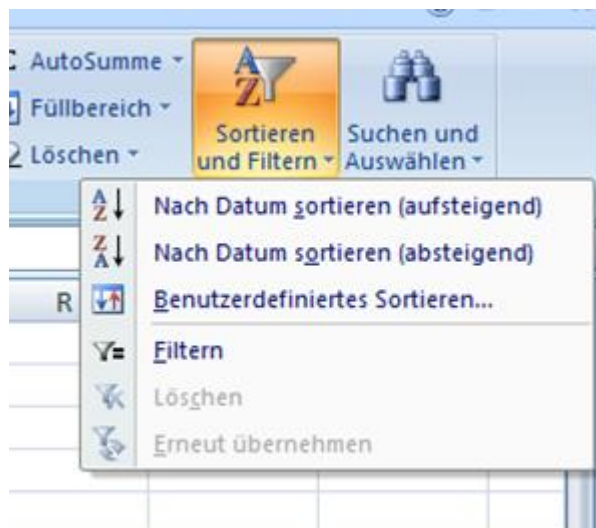 AutoSumme
Füllbereich
Löschen
Sortieren
und Filtern
Suchen und
Auswählen
Nach Datum sortieren (aufsteigend)
Nach Datum sortieren (absteigend)
Benutzerdefiniertes Sortieren...
Filtern
Löschen
Erneut übernehmen
R